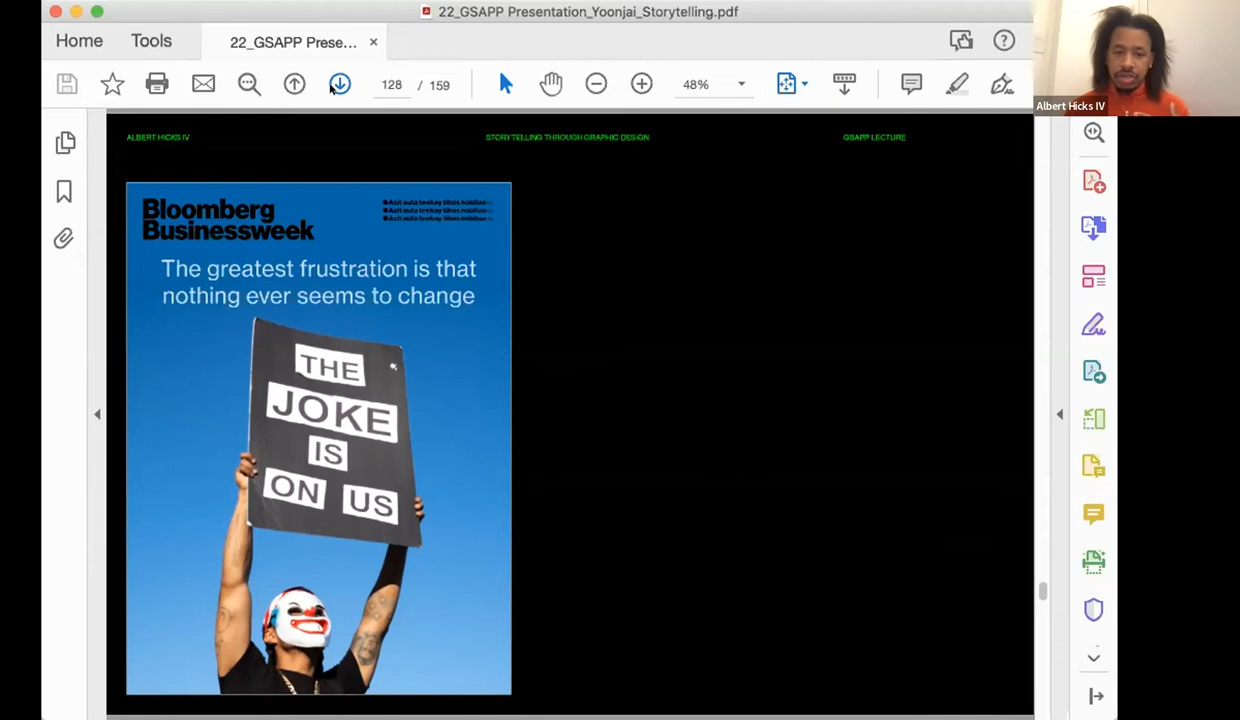 22_GSAPP Presentation_Yoonjai_Storytelling.pdf
Home
Tools
22_GSAPP Prese...
128 / 159
48%
Albert Hicks IV
ALBERT HICKS IV
STORYTELLING THROUGH GRAPHIC DESIGN
GSAPP LECTURE
Bloomberg
Businessweek
The greatest frustration is that
nothing ever seems to change
THE
JOKE
IS
ON US